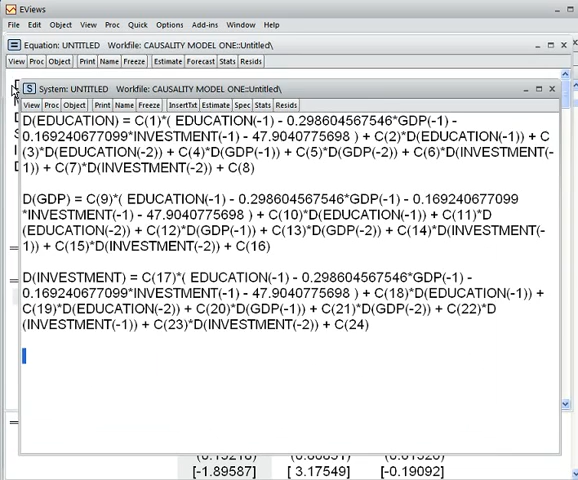 EViews
File Edit Object View Proc Quick Options Add-ins Window Help
Equation: UNTITLED Workfile: CAUSALITY MODEL ONE::Untitled\
View Proc Object Print Name Freeze Estimate Forecast Stats Resids
System: UNTITLED Workfile: CAUSALITY MODEL ONE::Untitled\
View Proc Object Print Name Freeze InsertTxt Estimate Spec Stats Resids
D(EDUCATION) = C(1)*( EDUCATION(-1) - 0.298604567546*GDP(-1) -
0.169240677099*INVESTMENT(-1) - 47.9040775698 ) + C(2)*D(EDUCATION(-1)) + C
(3)*D(EDUCATION(-2)) + C(4)*D(GDP(-1)) + C(5)*D(GDP(-2)) + C(6)*D(INVESTMENT(-
1)) + C(7)*D(INVESTMENT(-2)) + C(8)
D(GDP) = C(9)*( EDUCATION(-1) - 0.298604567546*GDP(-1) - 0.169240677099
*INVESTMENT(-1) - 47.9040775698 ) + C(10)*D(EDUCATION(-1)) + C(11)*D
(EDUCATION(-2)) + C(12)*D(GDP(-1)) + C(13)*D(GDP(-2)) + C(14)*D(INVESTMENT(-
1)) + C(15)*D(INVESTMENT(-2)) + C(16)
D(INVESTMENT) = C(17)*( EDUCATION(-1) - 0.298604567546*GDP(-1) -
0.169240677099*INVESTMENT(-1) - 47.9040775698 ) + C(18)*D(EDUCATION(-1)) +
C(19)*D(EDUCATION(-2)) + C(20)*D(GDP(-1)) + C(21)*D(GDP(-2)) + C(22)*D
(INVESTMENT(-1)) + C(23)*D(INVESTMENT(-2)) + C(24)
[-1.89587] [ 3.17549] [-0.19092]